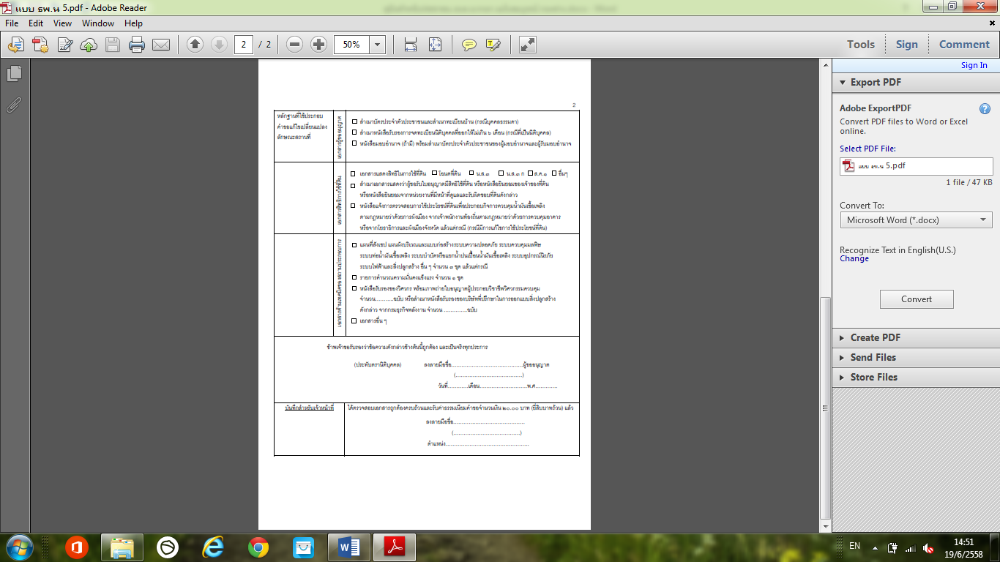 แบบ ธพ.น 5.pdf - Adobe Reader
File Edit View Window Help
2 / 2 50% Tools Sign Comment
Sign In
Export PDF
Adobe ExportPDF
Convert PDF files to Word or Excel
online.
Select PDF File:
แบบ ธพ.น 5.pdf
1 file / 47 KB
Convert To:
Microsoft Word (*.docx)
Recognize Text in English(U.S.)
Change
Convert
Create PDF
Send Files
Store Files
2
หลักฐานที่ใช้ประกอบ
คำขอแก้ไขเปลี่ยนแปลง
ลักษณะสถานที่
เอกสารผู้ขออนุญาต
สำเนาบัตรประจำตัวประชาชนและสำเนาทะเบียนบ้าน (กรณีบุคคลธรรมดา)
สำเนาหนังสือรับรองการจดทะเบียนนิติบุคคลที่ออกให้ไม่เกิน ๖ เดือน (กรณีที่เป็นนิติบุคคล)
หนังสือมอบอำนาจ (ถ้ามี) พร้อมสำเนาบัตรประจำตัวประชาชนของผู้มอบอำนาจและผู้รับมอบอำนาจ
เอกสารสิทธิการใช้ที่ดิน
เอกสารแสดงสิทธิในการใช้ที่ดิน โฉนดที่ดิน น.ส.๓ น.ส.๓ ก ส.ค.๑ อื่นๆ
สำเนาเอกสารแสดงว่าผู้ขอรับใบอนุญาตมีสิทธิใช้ที่ดิน หรือหนังสือยินยอมของเจ้าของที่ดิน
หรือหนังสือยินยอมจากหน่วยงานที่มีหน้าที่ดูแลและรับผิดชอบที่ดินดังกล่าว
หนังสือแจ้งการตรวจสอบการใช้ประโยชน์ที่ดินเพื่อประกอบกิจการควบคุมน้ำมันเชื้อเพลิง
ตามกฎหมายว่าด้วยการผังเมือง จากเจ้าพนักงานท้องถิ่นตามกฎหมายว่าด้วยการควบคุมอาคาร
หรือจากโยธาธิการและผังเมืองจังหวัด แล้วแต่กรณี (กรณีมีการแก้ไขการใช้ประโยชน์ที่ดิน)
เอกสารด้านเทคนิคของสถานประกอบการ
แผนที่สังเขป แผนผังบริเวณและแบบก่อสร้างระบบความปลอดภัย ระบบควบคุมมลพิษ
ระบบท่อน้ำมันเชื้อเพลิง ระบบบำบัดหรือแยกน้ำปนเปื้อนน้ำมันเชื้อเพลิง ระบบอุปกรณ์นิรภัย
ระบบไฟฟ้าและสิ่งปลูกสร้าง อื่น ๆ จำนวน ๓ ชุด แล้วแต่กรณี
รายการคำนวณความมั่นคงแข็งแรง จำนวน ๑ ชุด
หนังสือรับรองของวิศวกร พร้อมภาพถ่ายใบอนุญาตผู้ประกอบวิชาชีพวิศวกรรมควบคุม
จำนวน..........ฉบับ หรือสำเนาหนังสือรับรองของบริษัทที่ปรึกษาในการออกแบบสิ่งปลูกสร้าง
ดังกล่าว จากกรมธุรกิจพลังงาน จำนวน .............ฉบับ
เอกสารอื่น ๆ
ข้าพเจ้าขอรับรองว่าข้อความดังกล่าวข้างต้นนี้ถูกต้อง และเป็นจริงทุกประการ
(ประทับตรานิติบุคคล) ลงลายมือชื่อ..........................................ผู้ขออนุญาต
(.......................................)
วันที่............เดือน............................พ.ศ.............
บันทึกสำหรับเจ้าหน้าที่
ได้ตรวจสอบเอกสารถูกต้องครบถ้วนและรับค่าธรรมเนียมคำขอจำนวนเงิน ๒๐.๐๐ บาท (ยี่สิบบาทถ้วน) แล้ว
ลงลายมือชื่อ..........................................
(.......................................)
ตำแหน่ง.................................................
EN 14:51
19/6/2558